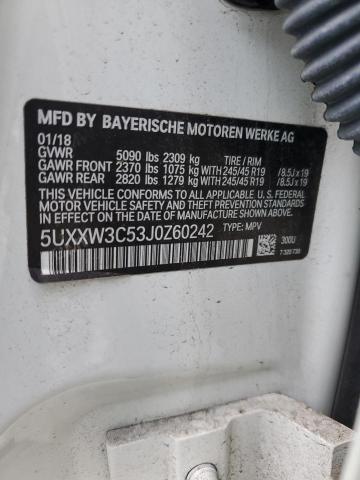 MFD BY BAYERISCHE MOTOREN WERKE AG
01/18
GVWR 5090 lbs 2309 kg TIRE / RIM
GAWR FRONT 2370 lbs 1075 kg 245/45 R19 / 8.5J x 19
GAWR REAR 2820 lbs 1279 kg 245/45 R19 / 8.5J x 19
THIS VEHICLE CONFORMS TO ALL APPLICABLE U.S. FEDERAL
MOTOR VEHICLE SAFETY, BUMPER, AND THEFT PREVENTION
STANDARDS IN EFFECT ON THE DATE OF MANUFACTURE
SHOWN ABOVE.
5UXXW3C53J0Z60242 TYPE: MPV
300U